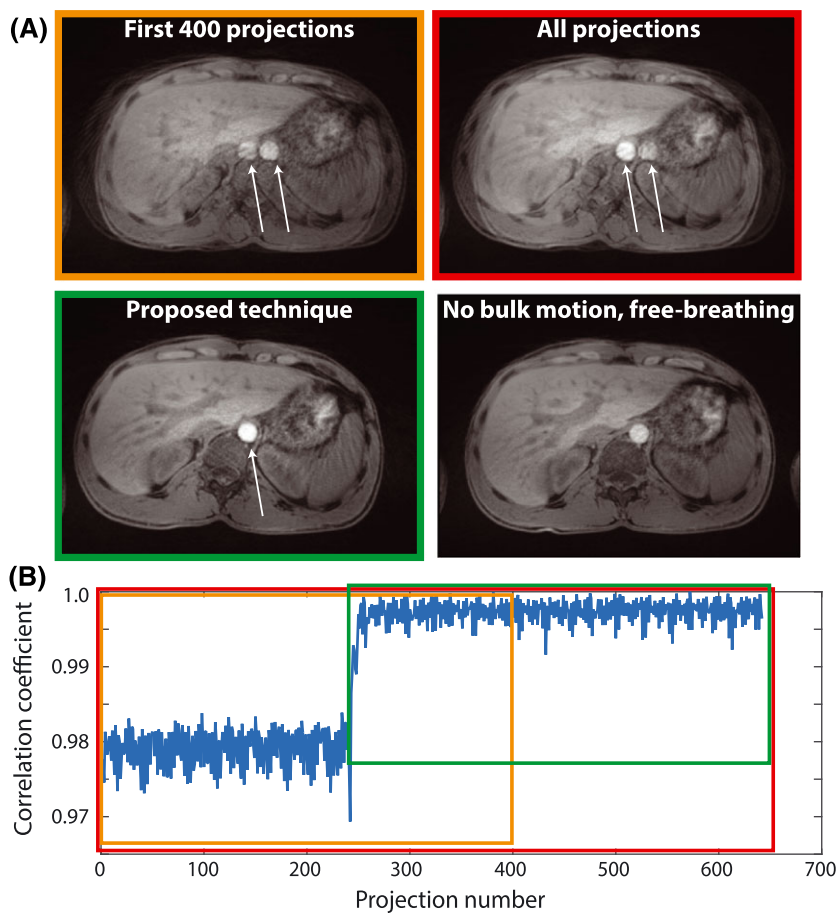 (A)
First 400 projections
All projections
Proposed technique
No bulk motion, free-breathing
(B)
1.0
0.99
0.98
0.97
Correlation coefficient
0
100
200
300
400
500
600
700
Projection number